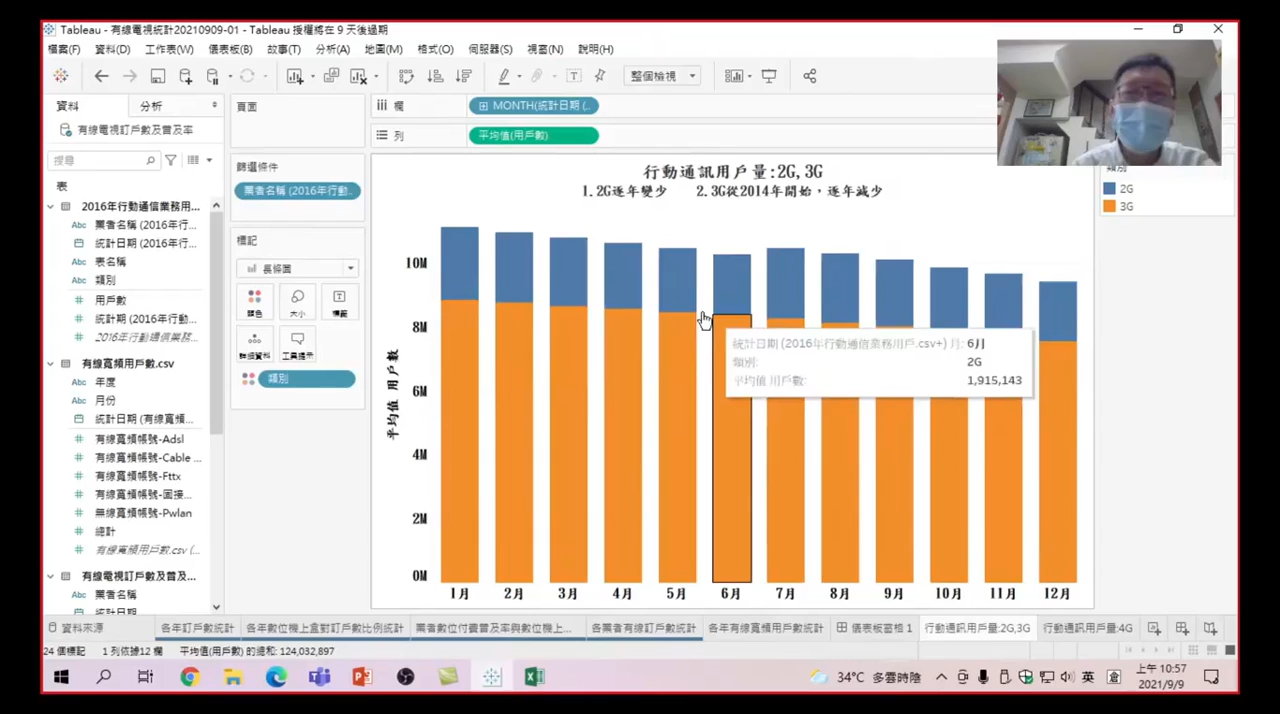 Tableau - 有線電視統計20210909-01 - Tableau 授權將在 9 天後過期
檔案(F) 資料(D) 工作表(W) 儀表板(B) 故事(T) 分析(A) 地圖(M) 格式(O) 伺服器(S) 視窗(N) 說明(H)
整個檢視
資料 分析
有線電視訂戶數及普及率
搜尋
表
2016年行動通信業務用...
Abc 業者名稱 (2016年行...
統計日期 (2016年行...
Abc 表名稱
Abc 類別
# 用戶數
# 統計期 (2016年行動...
# 2016年行動通信業務...
有線寬頻用戶數.csv
Abc 年度
Abc 月份
統計日期 (有線寬頻...
# 有線寬頻帳號-Adsl
# 有線寬頻帳號-Cable ...
# 有線寬頻帳號-Fttx
# 有線寬頻帳號-固接...
# 無線寬頻帳號-Pwlan
# 總計
# 有線寬頻用戶數.csv (...
有線電視訂戶數及普及...
Abc 業者名稱
統計日期
頁面
篩選條件
業者名稱 (2016年行動..
標記
長條圖
顏色 大小 標籤
詳細資料 工具提示
類別
欄 MONTH(統計日期 (..
列 平均值(用戶數)
行動通訊用戶量:2G,3G
1.2G逐年變少 2.3G從2014年開始，逐年減少
平均值 用戶數
10M
8M
6M
4M
2M
0M
1月 2月 3月 4月 5月 6月 7月 8月 9月 10月 11月 12月
統計日期 (2016年行動通信業務用戶.csv+) 月: 6月
類別: 2G
平均值 用戶數: 1,915,143
類別
2G
3G
資料來源 各年訂戶數統計 各年數位機上盒對訂戶數比例統計 業者數位付費普及率與數位機上... 各業者有線訂戶數統計 各年有寬頻用戶數統計 儀表板窗格 1 行動通訊用戶量:2G,3G 行動通訊用戶量:4G
24 個標記 1 列依據12 欄 平均值(用戶數) 的總和: 124,032,897
34°C 多雲時陰 英 倉 上午 10:57
2021/9/9